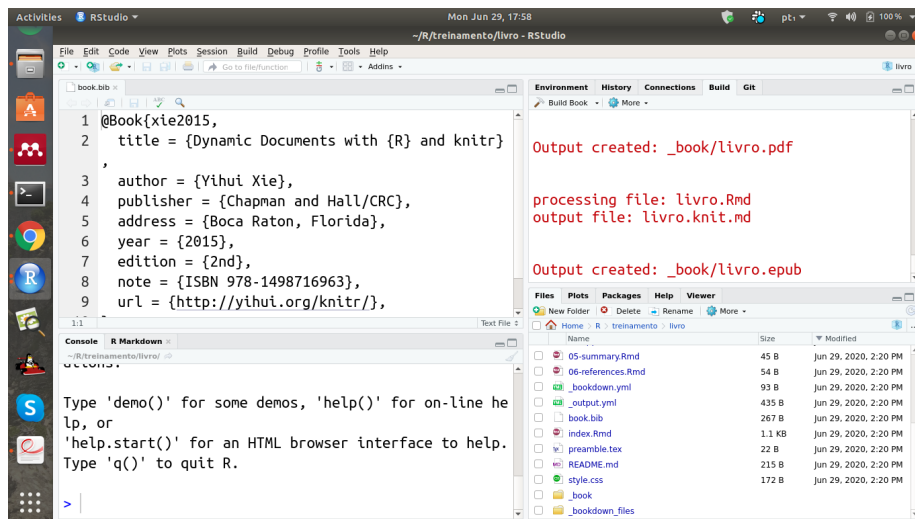 Activities RStudio Mon Jun 29, 17:58 pt₁ 100 %
~/R/treinamento/livro - RStudio
File Edit Code View Plots Session Build Debug Profile Tools Help
Go to file/function Addins livro
book.bib
1 @Book{xie2015,
2 title = {Dynamic Documents with {R} and knitr}
,
3 author = {Yihui Xie},
4 publisher = {Chapman and Hall/CRC},
5 address = {Boca Raton, Florida},
6 year = {2015},
7 edition = {2nd},
8 note = {ISBN 978-1498716963},
9 url = {http://yihui.org/knitr/},
1:1 Text File
Console R Markdown
~/R/treinamento/livro/
utions.
Type 'demo()' for some demos, 'help()' for on-line he
lp, or
'help.start()' for an HTML browser interface to help.
Type 'q()' to quit R.
>
Environment History Connections Build Git
Build Book More
Output created: _book/livro.pdf
processing file: livro.Rmd
output file: livro.knit.md
Output created: _book/livro.epub
Files Plots Packages Help Viewer
New Folder Delete Rename More
Home R treinamento livro ...
Name Size Modified
05-summary.Rmd 45 B Jun 29, 2020, 2:20 PM
06-references.Rmd 54 B Jun 29, 2020, 2:20 PM
_bookdown.yml 93 B Jun 29, 2020, 2:20 PM
_output.yml 435 B Jun 29, 2020, 2:20 PM
book.bib 267 B Jun 29, 2020, 2:20 PM
index.Rmd 1.1 KB Jun 29, 2020, 2:20 PM
preamble.tex 22 B Jun 29, 2020, 2:20 PM
README.md 215 B Jun 29, 2020, 2:20 PM
style.css 172 B Jun 29, 2020, 2:20 PM
_book
_bookdown_files